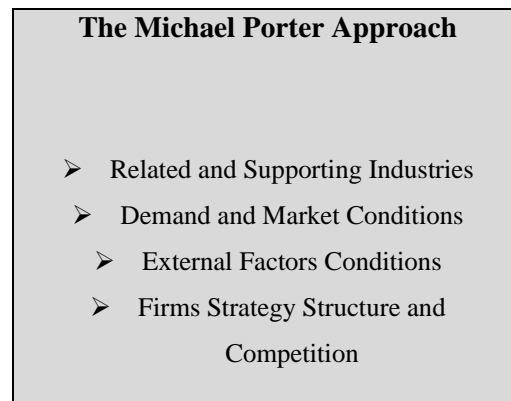 The Michael Porter Approach
➢ Related and Supporting Industries
➢ Demand and Market Conditions
➢ External Factors Conditions
➢ Firms Strategy Structure and
Competition